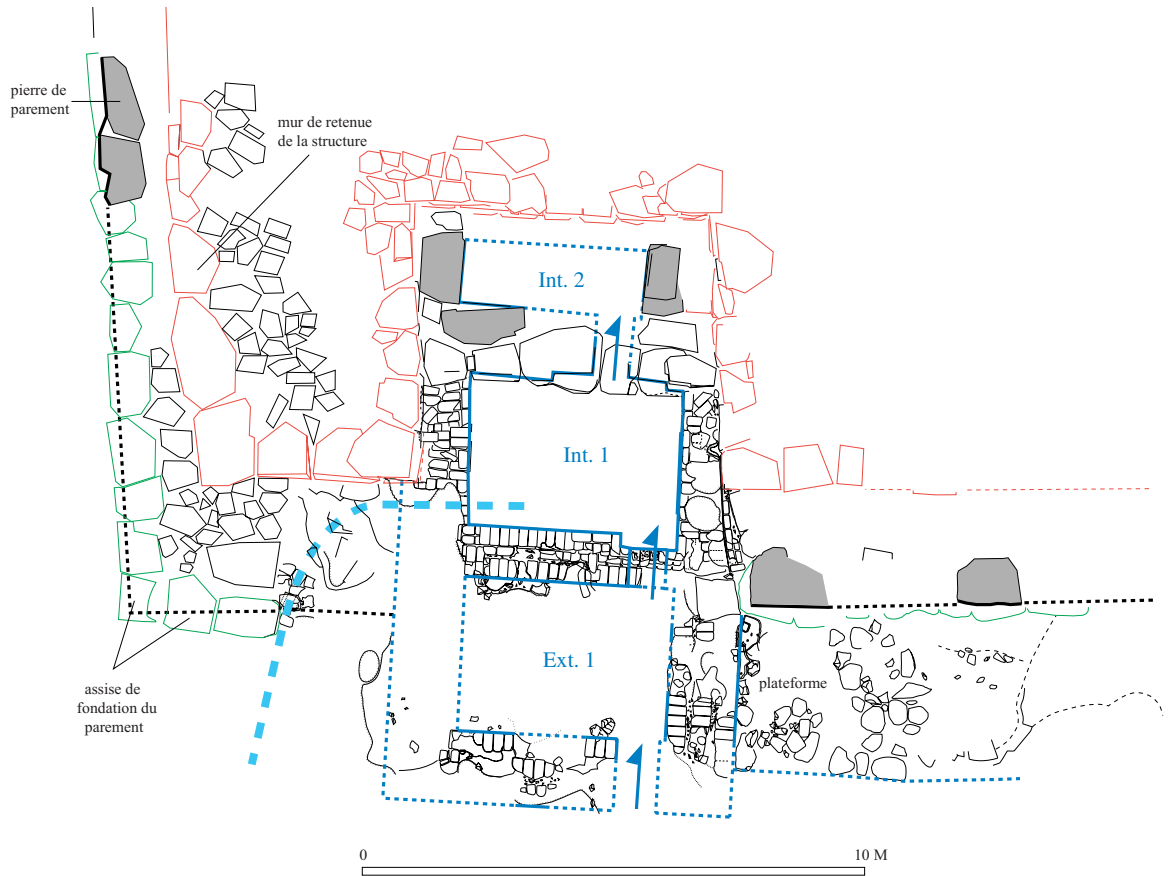 pierre de
parement
mur de retenue
de la structure
Int. 2
Int. 1
Ext. 1
plateforme
assise de
fondation du
parement
0
10 M